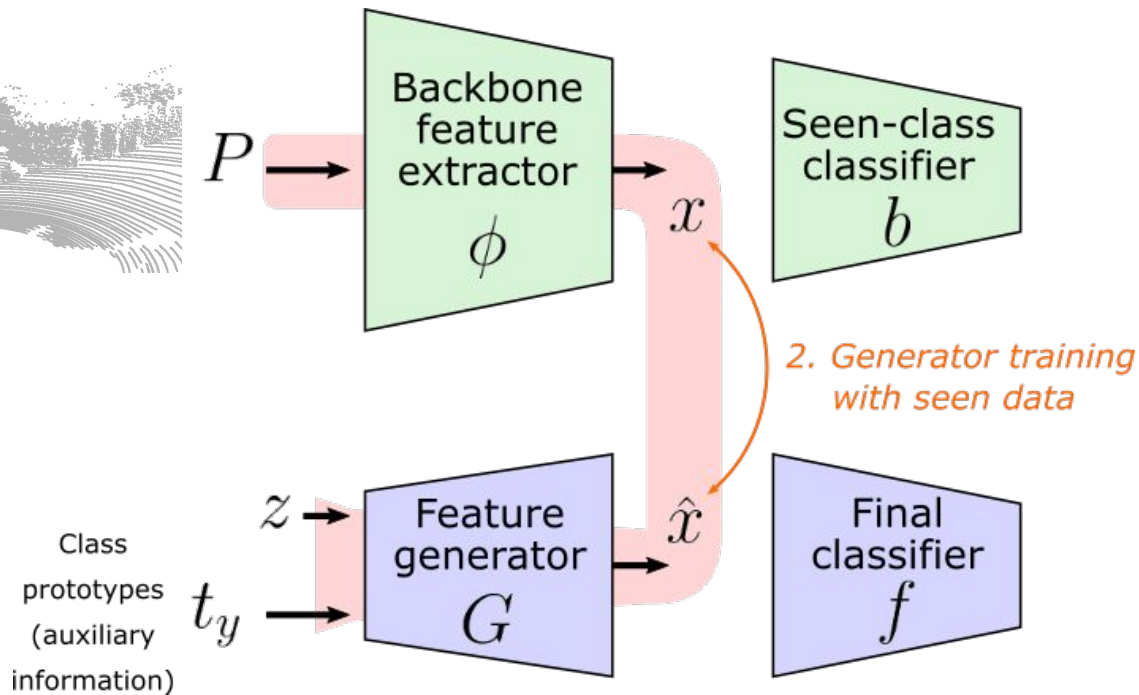 Backbone
feature
extractor
ϕ
P
x
Seen-class
classifier
b
2. Generator training
with seen data
z
Class
prototypes
(auxiliary
information)
t_y
Feature
generator
G
x̂
Final
classifier
f